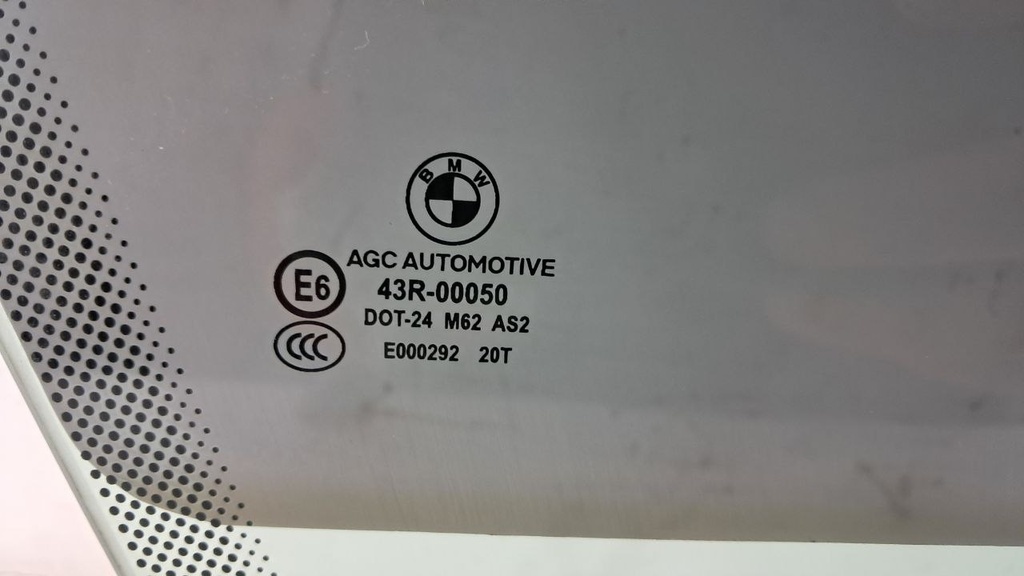 BMW
AGC AUTOMOTIVE
E6 43R-00050
DOT-24 M62 AS2
CCC E000292 20T